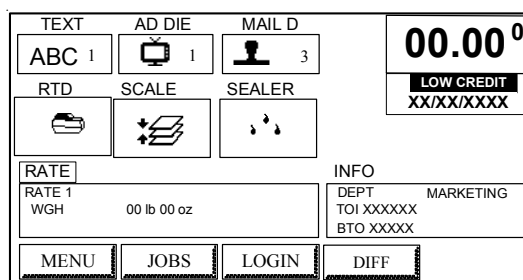 TEXT AD DIE MAIL D
ABC 1 1 3
00.00 0
LOW CREDIT
XX/XX/XXXX
RTD SCALE SEALER
RATE INFO
RATE 1
WGH 00 lb 00 oz
DEPT MARKETING
TOI XXXXXX
BTO XXXXX
MENU JOBS LOGIN DIFF